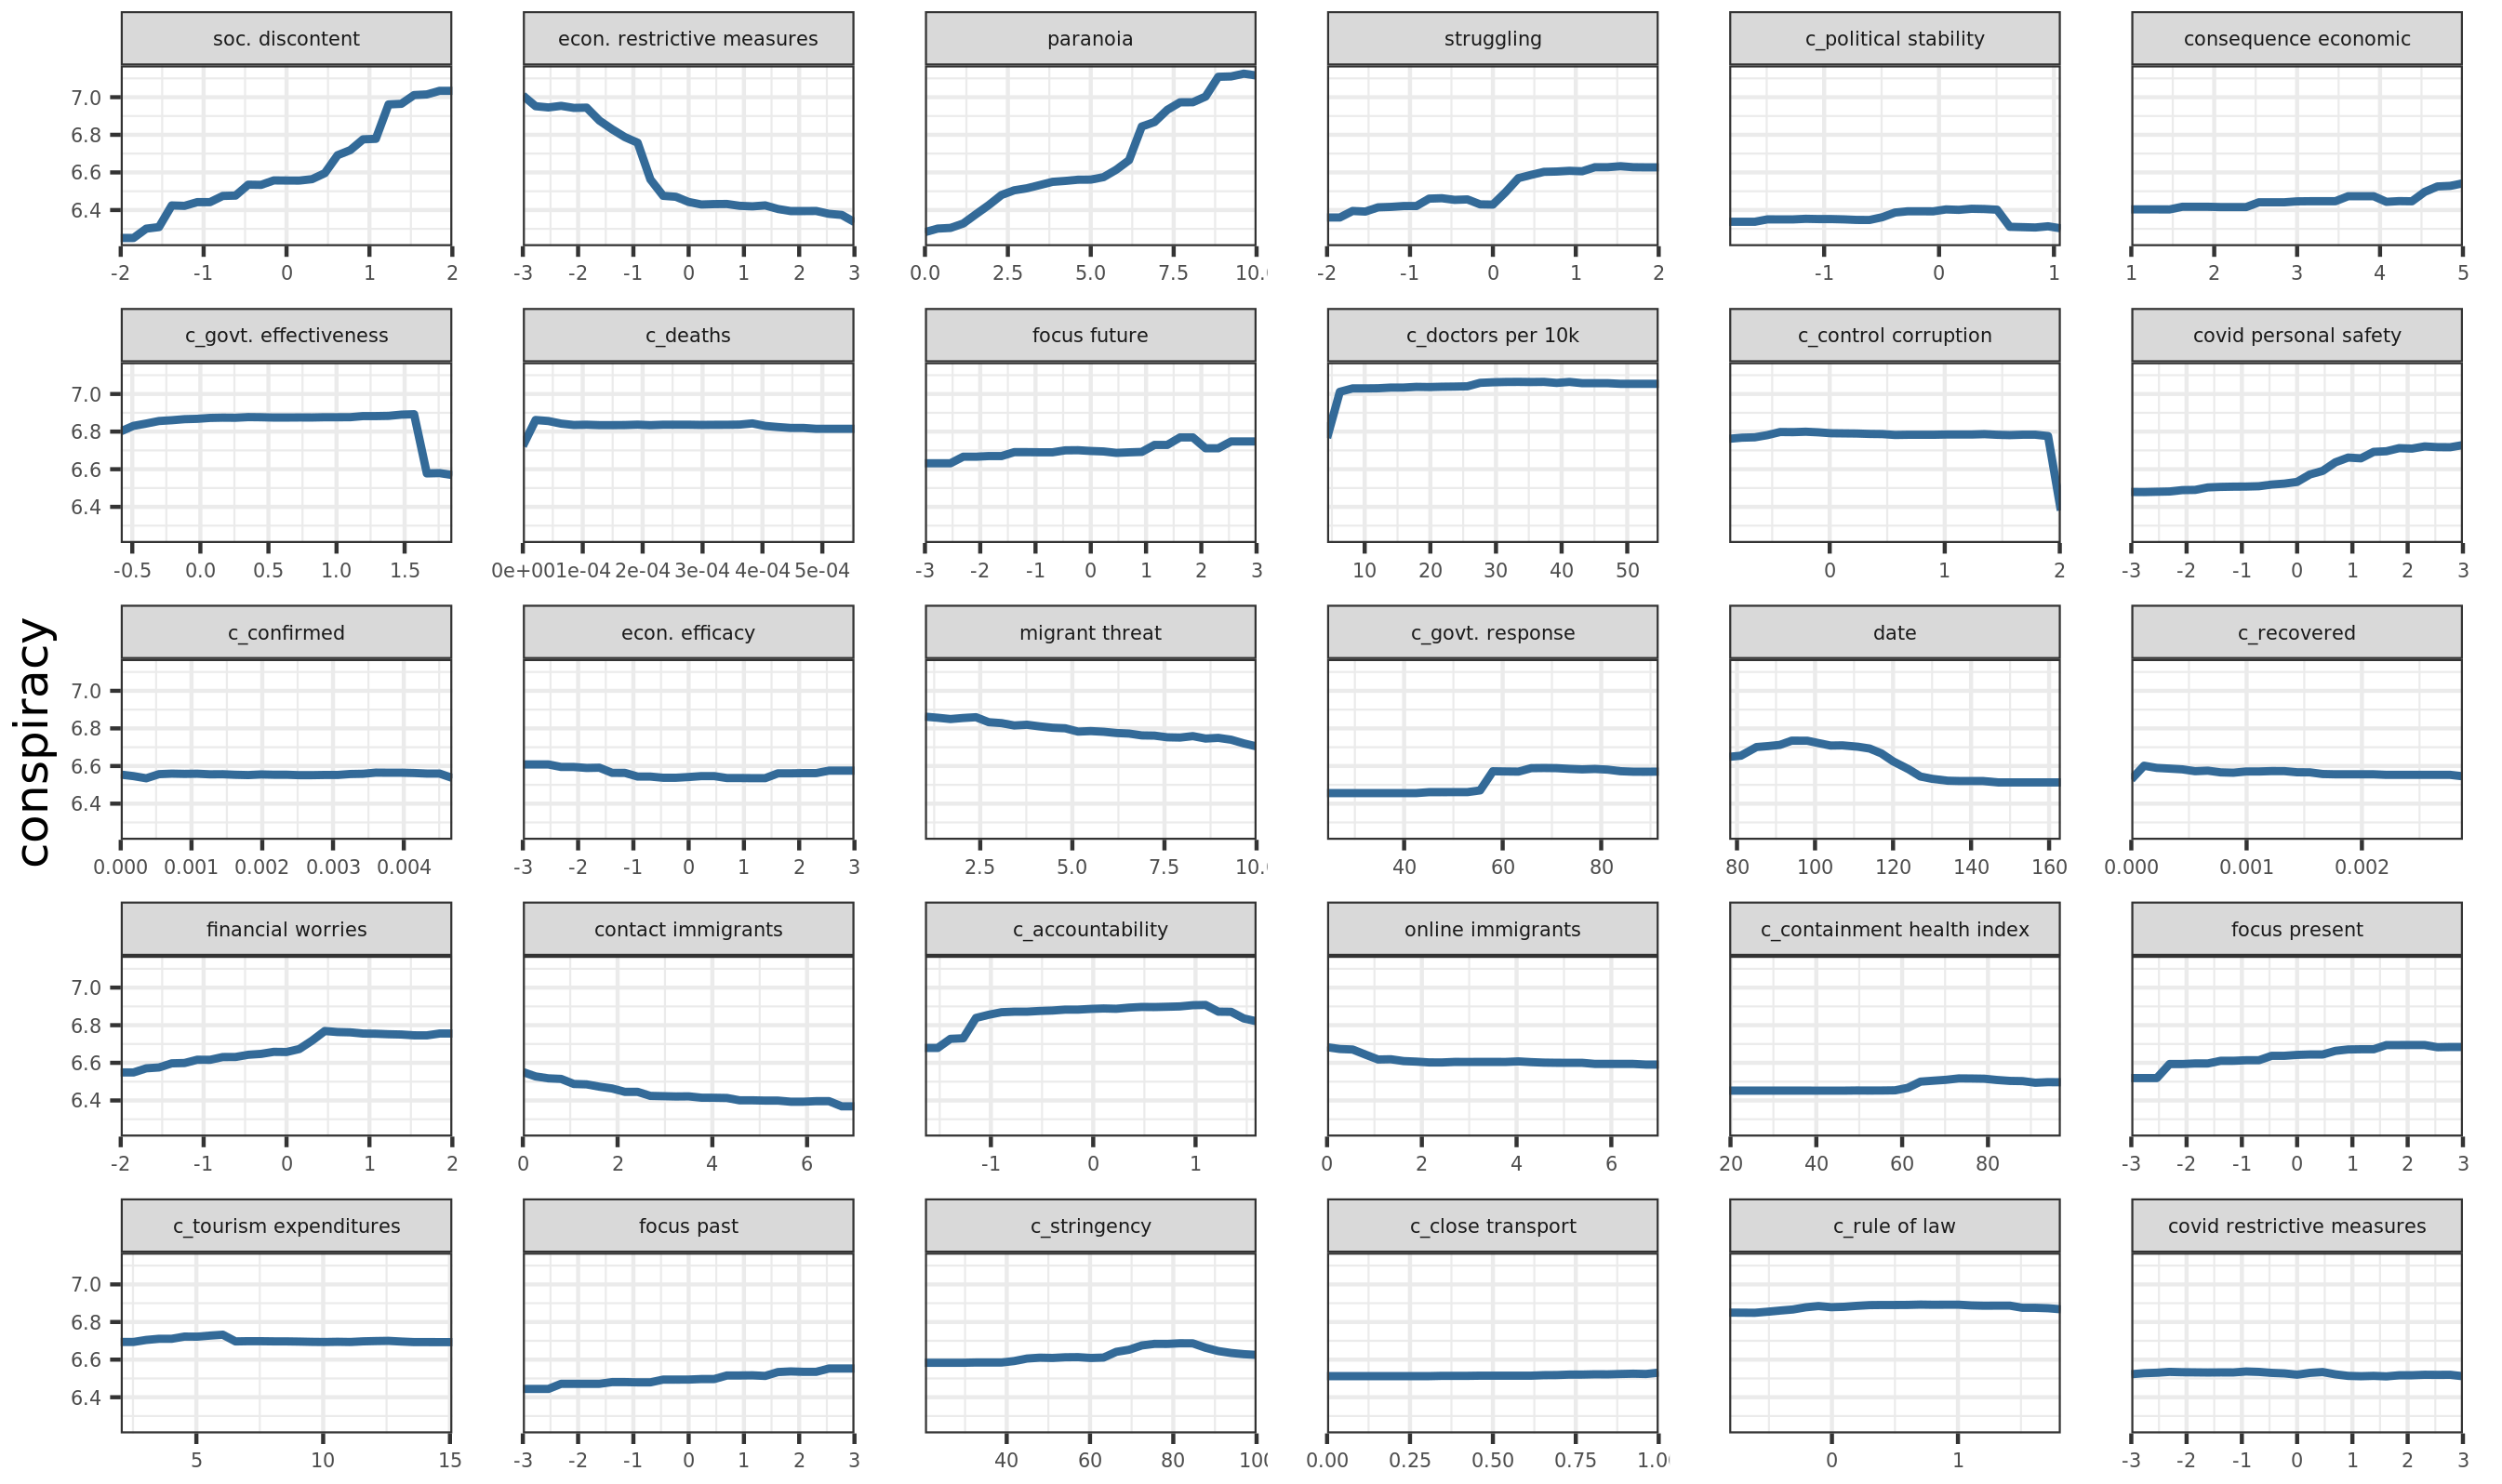 conspiracy
soc. discontent
econ. restrictive measures
paranoia
struggling
c_political stability
consequence economic
7.0
6.8
6.6
6.4
-2 -1 0 1 2
-3 -2 -1 0 1 2 3
0.0 2.5 5.0 7.5 10.
-2 -1 0 1 2
-1 0 1
1 2 3 4 5
c_govt. effectiveness
c_deaths
focus future
c_doctors per 10k
c_control corruption
covid personal safety
7.0
6.8
6.6
6.4
-0.5 0.0 0.5 1.0 1.5
0e+00 1e-04 2e-04 3e-04 4e-04 5e-04
-3 -2 -1 0 1 2 3
10 20 30 40 50
0 1 2
-3 -2 -1 0 1 2 3
c_confirmed
econ. efficacy
migrant threat
c_govt. response
date
c_recovered
7.0
6.8
6.6
6.4
0.000 0.001 0.002 0.003 0.004
-3 -2 -1 0 1 2 3
2.5 5.0 7.5 10.
40 60 80
80 100 120 140 160
0.000 0.001 0.002
financial worries
contact immigrants
c_accountability
online immigrants
c_containment health index
focus present
7.0
6.8
6.6
6.4
-2 -1 0 1 2
0 2 4 6
-1 0 1
0 2 4 6
20 40 60 80
-3 -2 -1 0 1 2 3
c_tourism expenditures
focus past
c_stringency
c_close transport
c_rule of law
covid restrictive measures
7.0
6.8
6.6
6.4
5 10 15
-3 -2 -1 0 1 2 3
40 60 80 100
0.00 0.25 0.50 0.75 1.0
0 1
-3 -2 -1 0 1 2 3